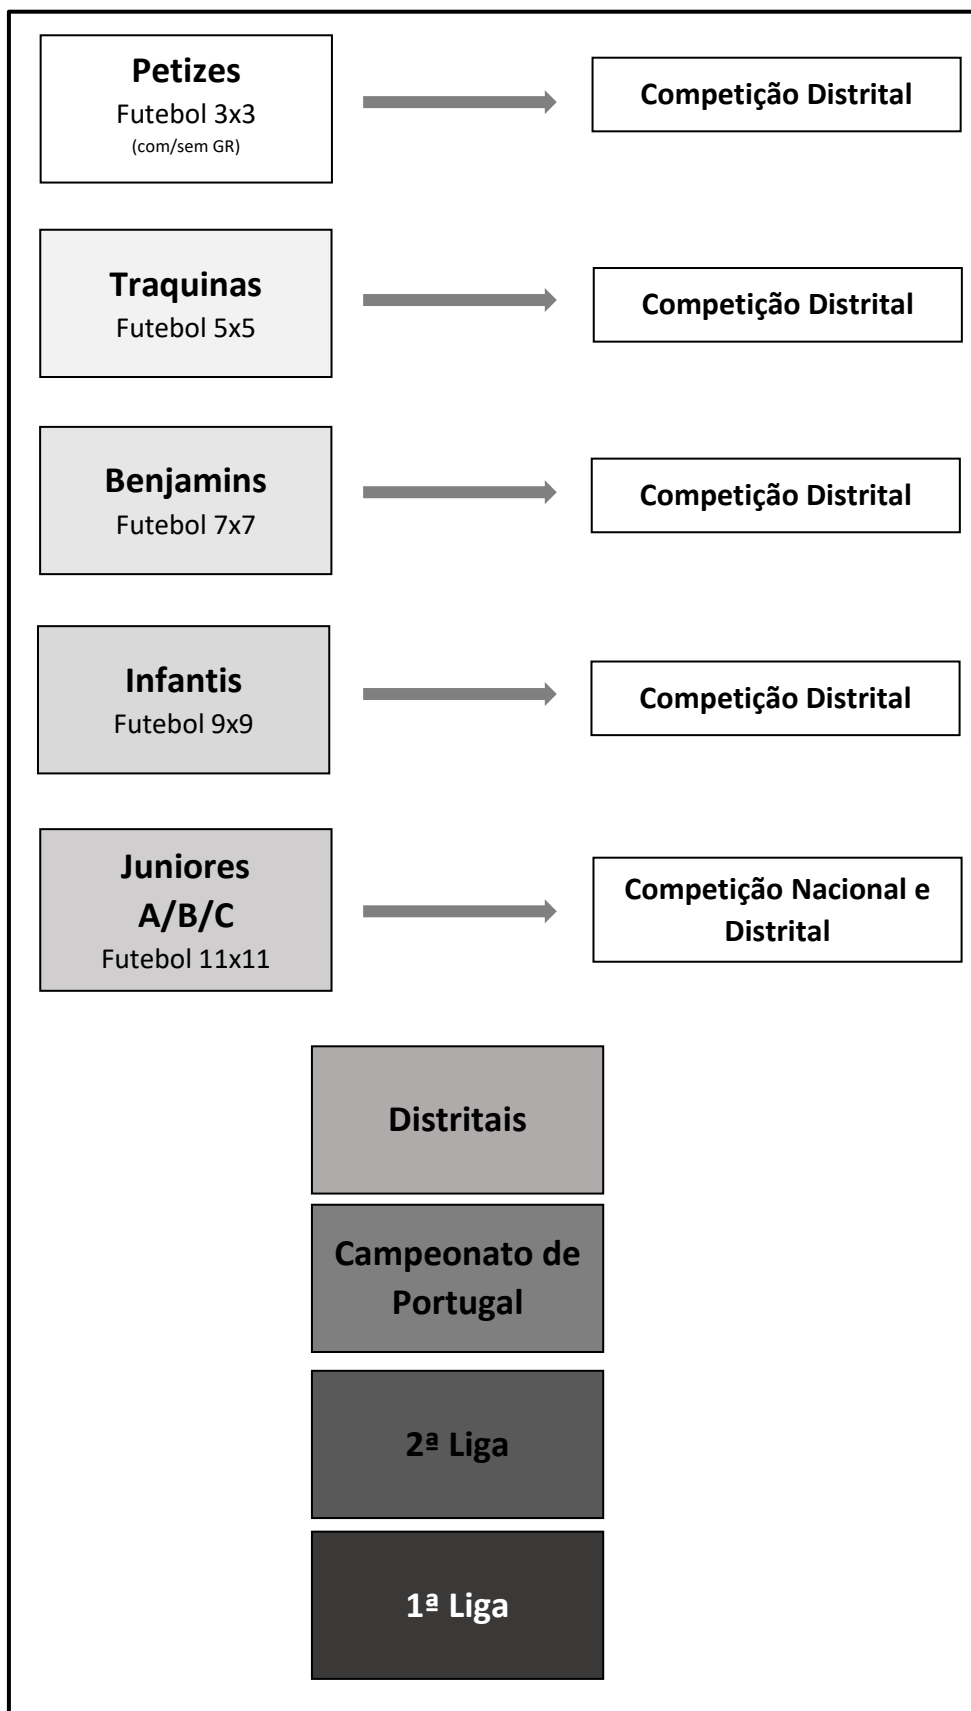 Petizes
Futebol 3x3
(com/sem GR)
Competição Distrital
Traquinas
Futebol 5x5
Competição Distrital
Benjamins
Futebol 7x7
Competição Distrital
Infantis
Futebol 9x9
Competição Distrital
Juniores
A/B/C
Futebol 11x11
Competição Nacional e
Distrital
Distritais
Campeonato de
Portugal
2ª Liga
1ª Liga